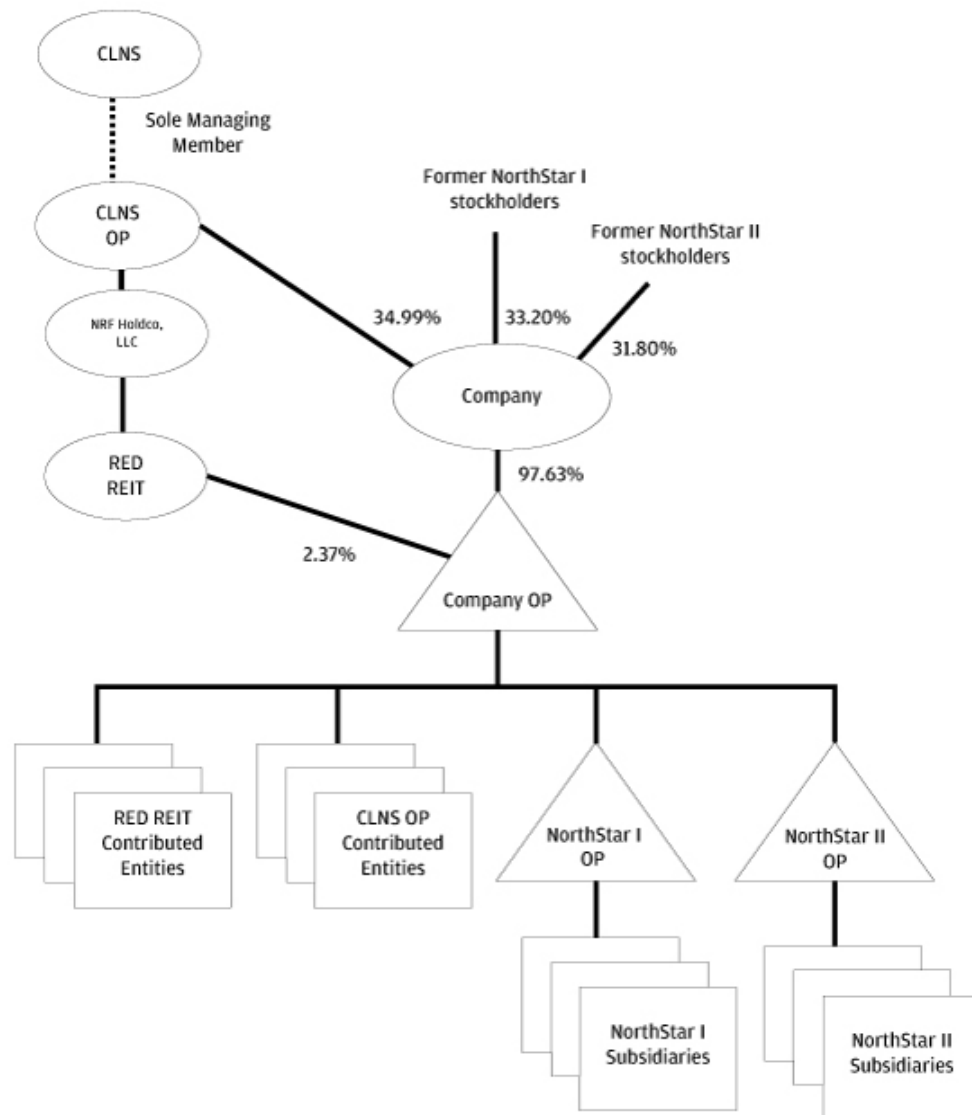 CLNS
Sole Managing
Member
Former NorthStar I
stockholders
CLNS
OP
Former NorthStar II
stockholders
34.99%
33.20%
NRF Holdco,
LLC
31.80%
Company
RED
REIT
97.63%
2.37%
Company OP
RED REIT
Contributed
Entities
CLNS OP
Contributed
Entities
NorthStar I
OP
NorthStar II
OP
NorthStar I
Subsidiaries
NorthStar II
Subsidiaries